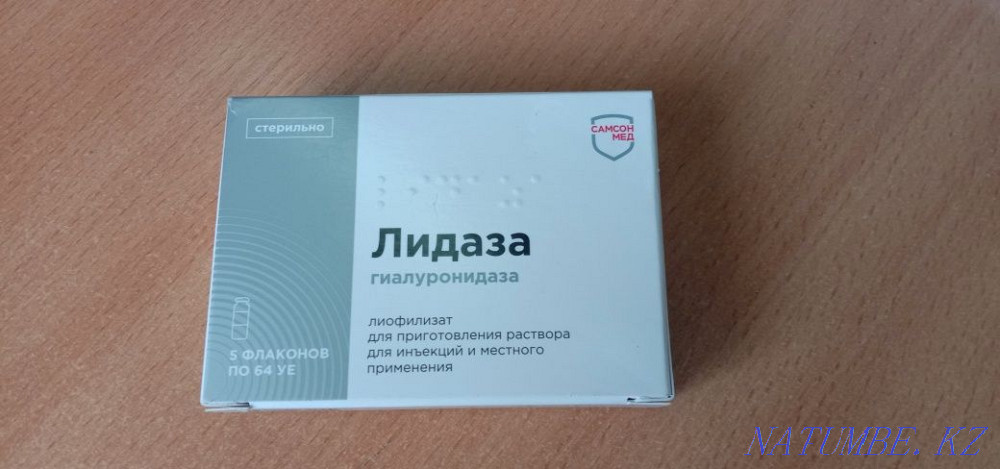 стерильно
САМСОН
МЕД
Лидаза
гиалуронидаза
лиофилизат
для приготовления раствора
для инъекций и местного
применения
5 ФЛАКОНОВ
ПО 64 УЕ
NATUMBE.KZ